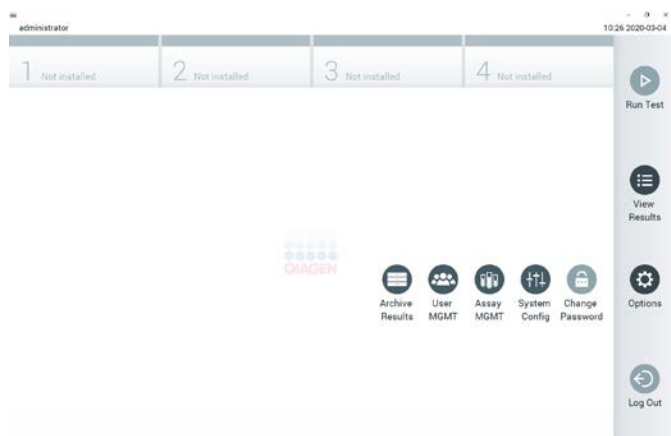 administrator
10:26 2020-03-04
1 Not installed
2 Not installed
3 Not installed
4 Not installed
Run Test
View
Results
QIAGEN
Archive
Results
User
MGMT
Assay
MGMT
System
Config
Change
Password
Options
Log Out